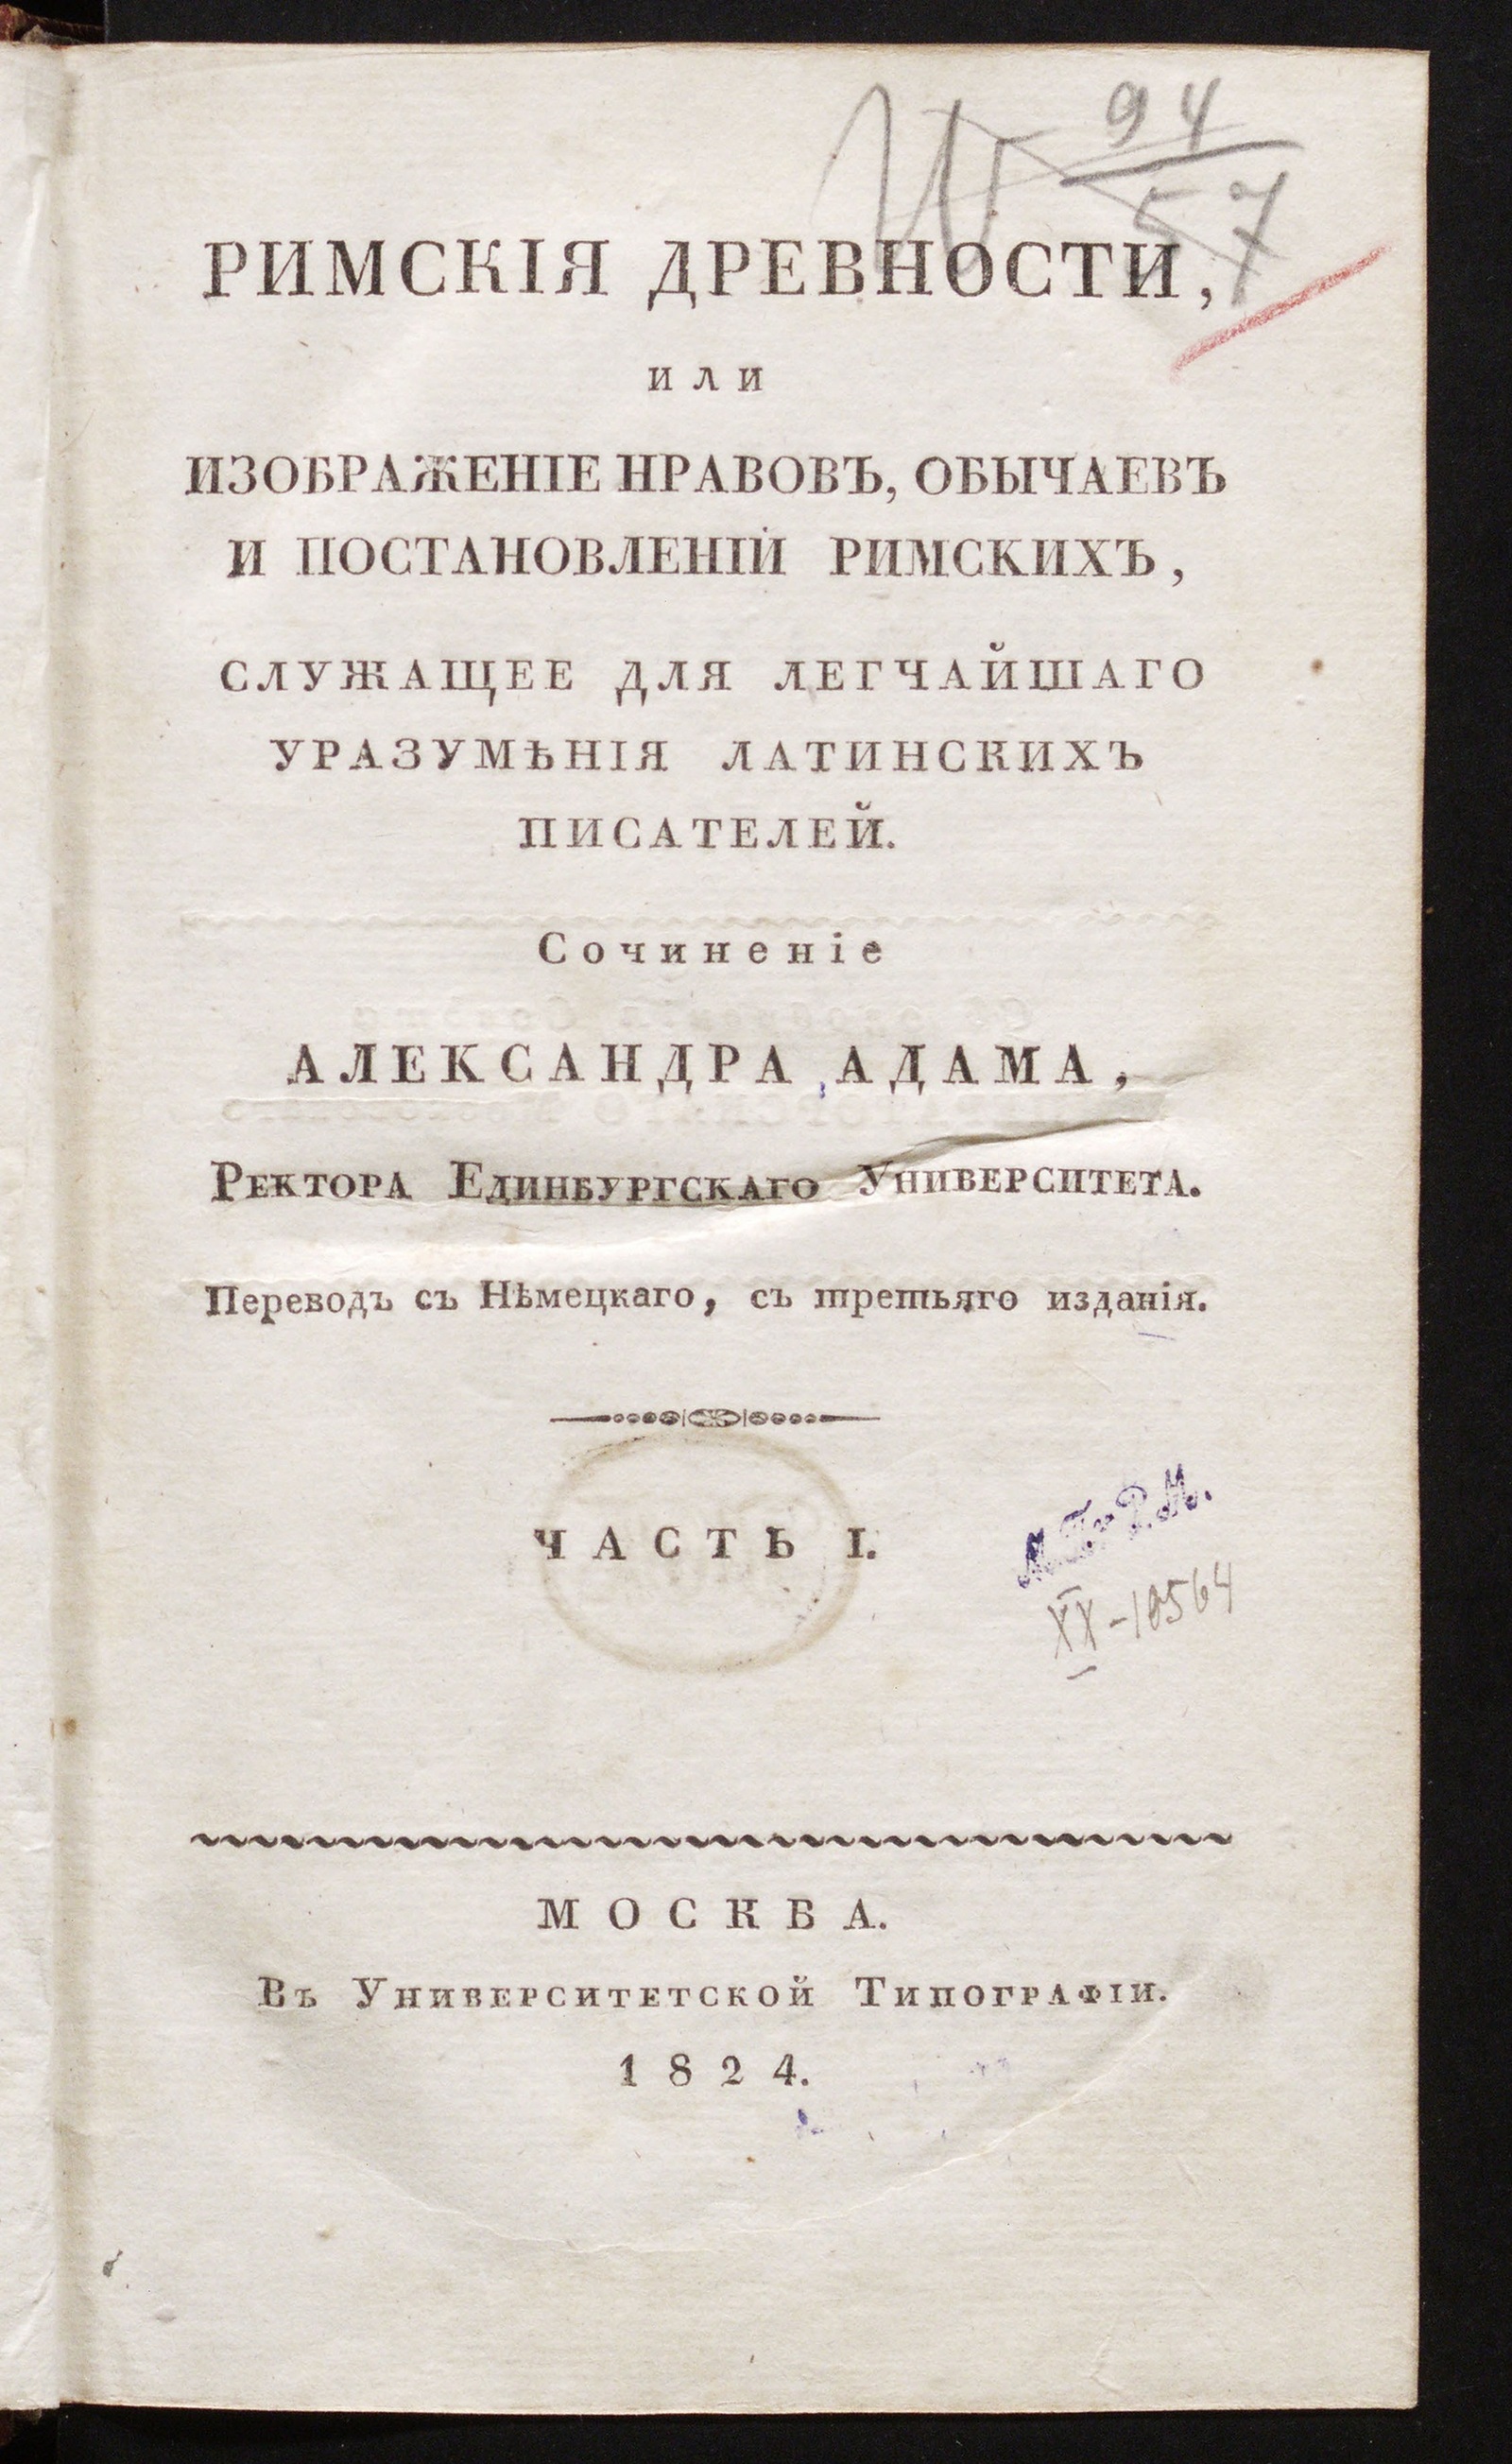 94
57
РИМСКІЯ ДРЕВНОСТИ,
или
ИЗОБРАЖЕНІЕ НРАВОВЪ, ОБЫЧАЕВЪ
И ПОСТАНОВЛЕНІЙ РИМСКИХЪ,
СЛУЖАЩЕЕ ДЛЯ ЛЕГЧАЙШАГО
УРАЗУМѢНІЯ ЛАТИНСКИХЪ
ПИСАТЕЛЕЙ.
Сочиненіе
АЛЕКСАНДРА АДАМА,
Ректора Единбургскаго Университета.
Переводъ съ Нѣмецкаго, съ третьяго изданія.
ЧАСТЬ I.
XX-10564
МОСКВА.
Въ Университетской Типографіи.
1824.